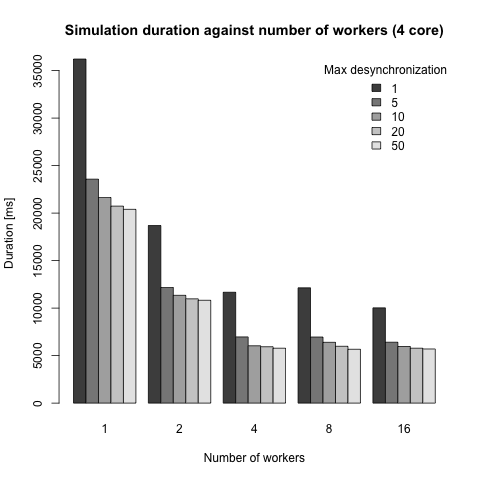 Simulation duration against number of workers (4 core)
Max desynchronization
1
5
10
20
50
Duration [ms]
35000
30000
25000
20000
15000
10000
5000
0
1 2 4 8 16
Number of workers